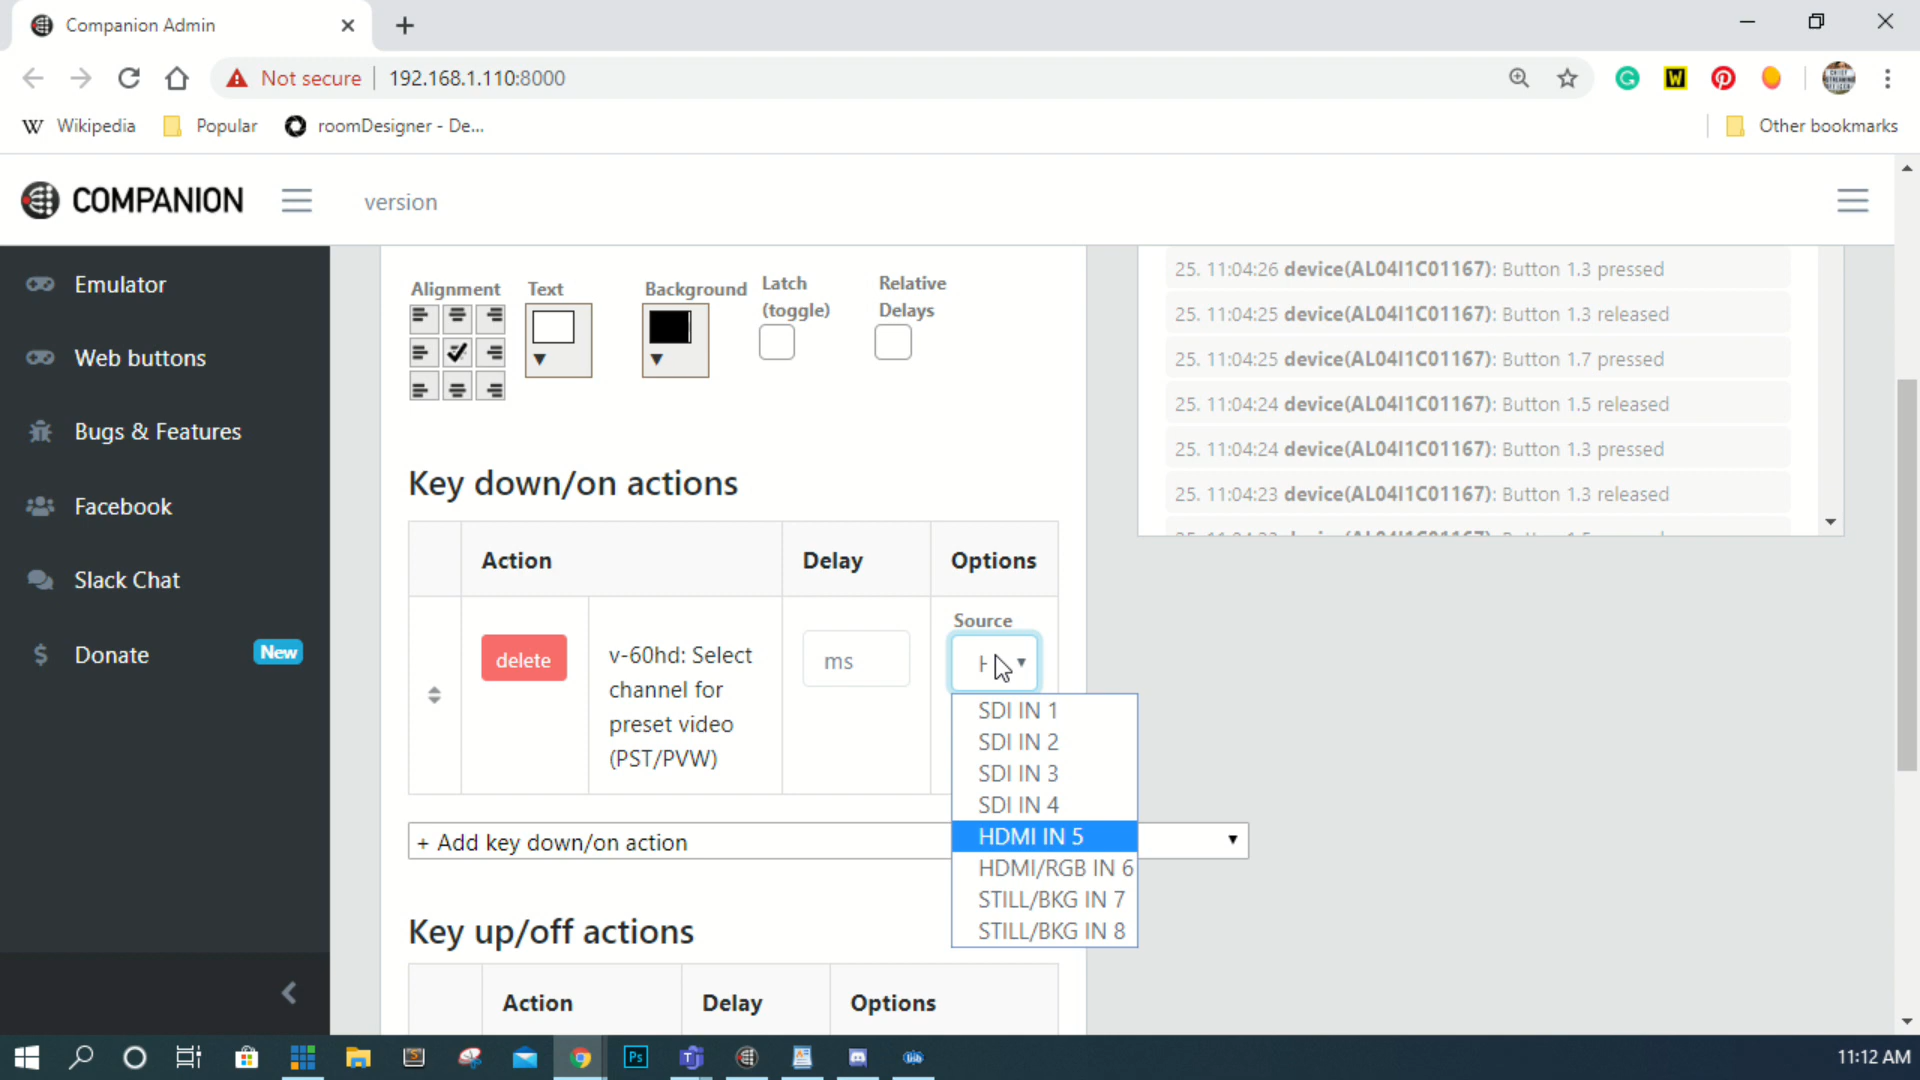 Companion Admin
Not secure
192.168.1.110:8000
W Wikipedia
Popular
roomDesigner - De...
Other bookmarks
COMPANION
version
Emulator
Web buttons
Bugs & Features
Facebook
Slack Chat
Donate
New
Alignment
Text
Background
Latch
(toggle)
Relative
Delays
25. 11:04:26 device(AL04I1C01167): Button 1.3 pressed
25. 11:04:25 device(AL04I1C01167): Button 1.3 released
25. 11:04:25 device(AL04I1C01167): Button 1.7 pressed
25. 11:04:24 device(AL04I1C01167): Button 1.5 released
25. 11:04:24 device(AL04I1C01167): Button 1.3 pressed
25. 11:04:23 device(AL04I1C01167): Button 1.3 released
Key down/on actions
Action
Delay
Options
delete
v-60hd: Select
channel for
preset video
(PST/PVW)
ms
Source
SDI IN 1
SDI IN 2
SDI IN 3
SDI IN 4
HDMI IN 5
HDMI/RGB IN 6
STILL/BKG IN 7
STILL/BKG IN 8
+ Add key down/on action
Key up/off actions
Action
Delay
Options
Ps
11:12 AM